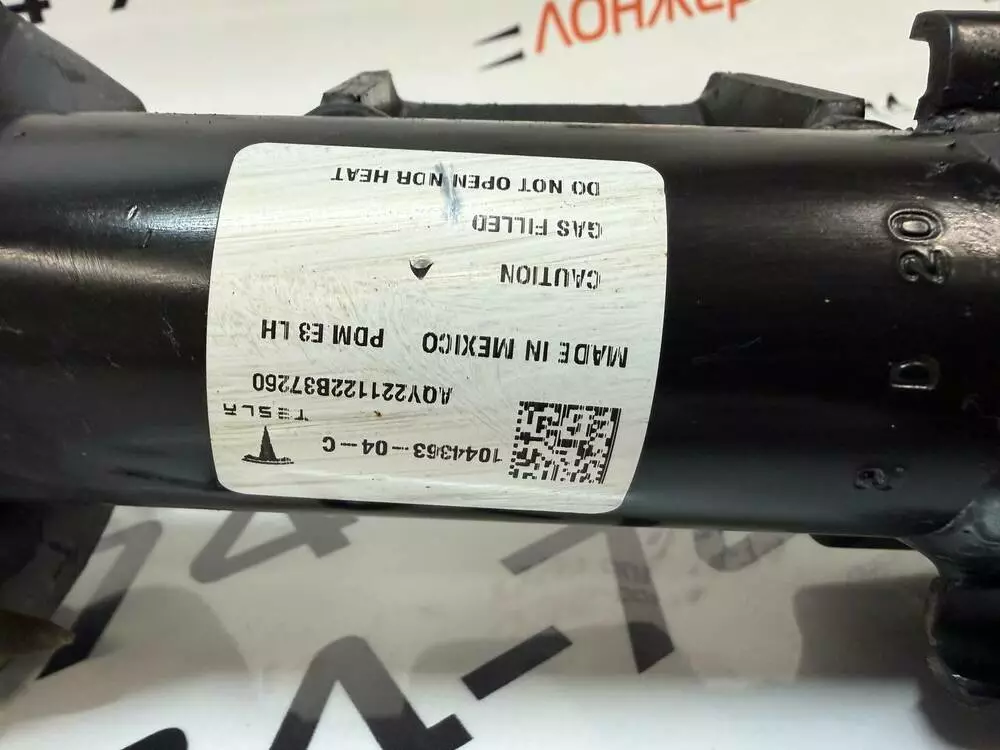 ЛОНЖЕР
1044363-04-C
TESLA
AQY221122B37260
MADE IN MEXICO PDM E3 LH
CAUTION
GAS FILLED
DO NOT OPEN NOR HEAT
20
D